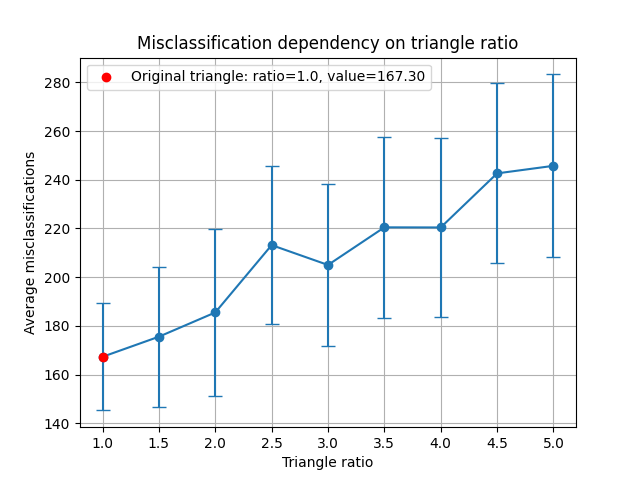 Misclassification dependency on triangle ratio
Original triangle: ratio=1.0, value=167.30
Average misclassifications
280
260
240
220
200
180
160
140
1.0 1.5 2.0 2.5 3.0 3.5 4.0 4.5 5.0
Triangle ratio